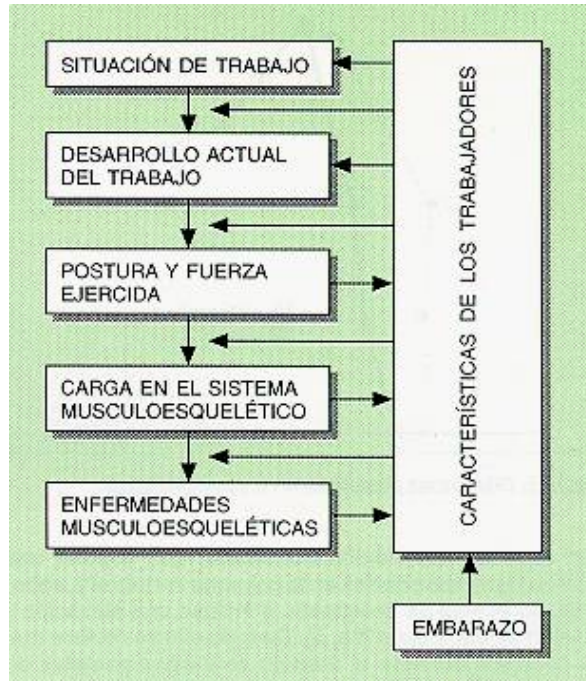 SITUACIÓN DE TRABAJO
DESARROLLO ACTUAL
DEL TRABAJO
POSTURA Y FUERZA
EJERCIDA
CARGA EN EL SISTEMA
MUSCULOESQUELÉTICO
ENFERMEDADES
MUSCULOESQUELÉTICAS
CARACTERÍSTICAS DE LOS TRABAJADORES
EMBARAZO